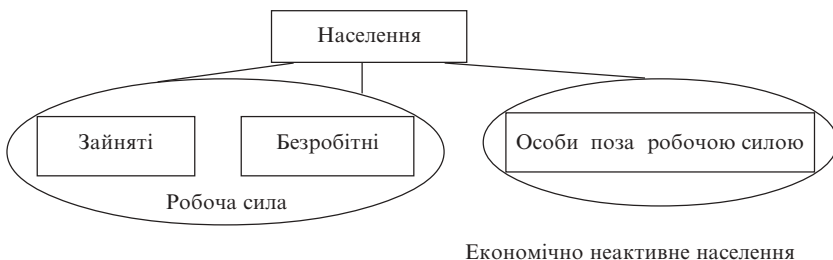 Населення
Зайняті
Безробітні
Особи поза робочою силою
Робоча сила
Економічно неактивне населення